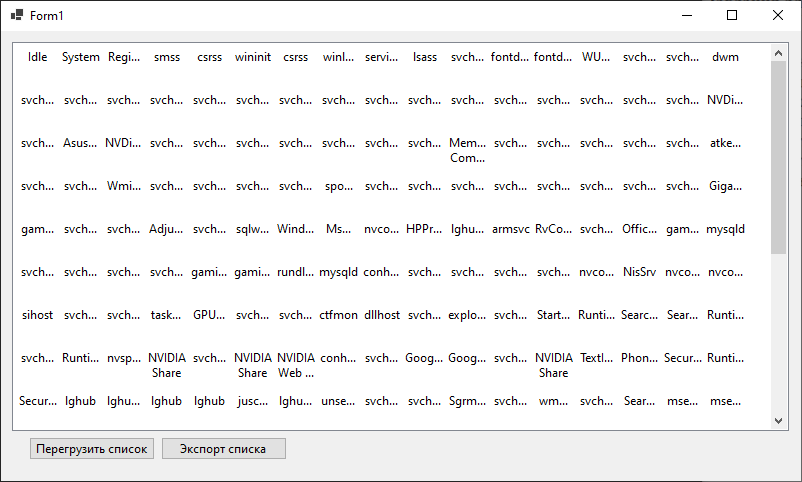 Form1
Idle System Regi... smss csrss wininit csrss winl... servi... lsass svch... fontd... fontd... WU... svch... svch... dwm
svch... svch... svch... svch... svch... svch... svch... svch... svch... svch... svch... svch... svch... svch... svch... svch... NVDi...
svch... Asus... NVDi... svch... svch... svch... svch... svch... svch... svch... Mem... svch... svch... svch... svch... svch... atke...
Com...
svch... svch... Wmi... svch... svch... svch... svch... spo... svch... svch... svch... svch... svch... svch... svch... svch... Giga...
gam... svch... svch... Adju... svch... sqlw... Wind... Ms... nvco... HPPr... lghu... armsvc RvCo... svch... Offic... gam... mysqld
svch... svch... svch... svch... gami... gami... rundl... mysqld conh... svch... svch... svch... svch... nvco... NisSrv nvco... nvco...
sihost svch... svch... task... GPU... svch... svch... ctfmon dllhost svch... explo... svch... Start... Runti... Searc... Sear... Runti...
svch... Runti... nvsp... NVIDIA svch... NVIDIA NVIDIA conh... svch... Goog... Goog... svch... NVIDIA TextI... Phon... Secur... Runti...
Share Share Web ... Share
Secur... lghub lghu... lghub lghub jusc... lghu... unse... svch... svch... Sgrm... svch... wm... svch... Sear... mse... mse...
Перегрузить список Экспорт списка